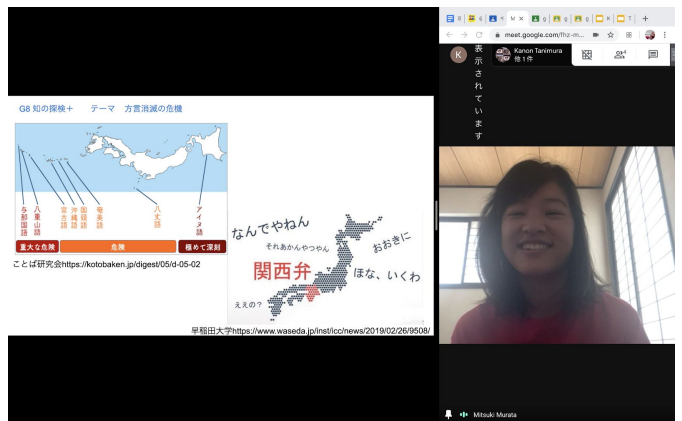 G8 知の探検＋ テーマ 方言消滅の危機
与那国語
八重山語
宮古語
沖縄語
国頭語
奄美語
八丈語
アイヌ語
重大な危険
危険
極めて深刻
ことば研究会https://kotobaken.jp/digest/05/d-05-02
なんでやねん
それあかんやつやん
おおきに
関西弁
ほな、いくわ
ええの？
早稲田大学https://www.waseda.jp/inst/icc/news/2019/02/26/9508/
meet.google.com/fhz-m...
K
表示されています
Kanon Tanimura
他 1 件
Mitsuki Murata